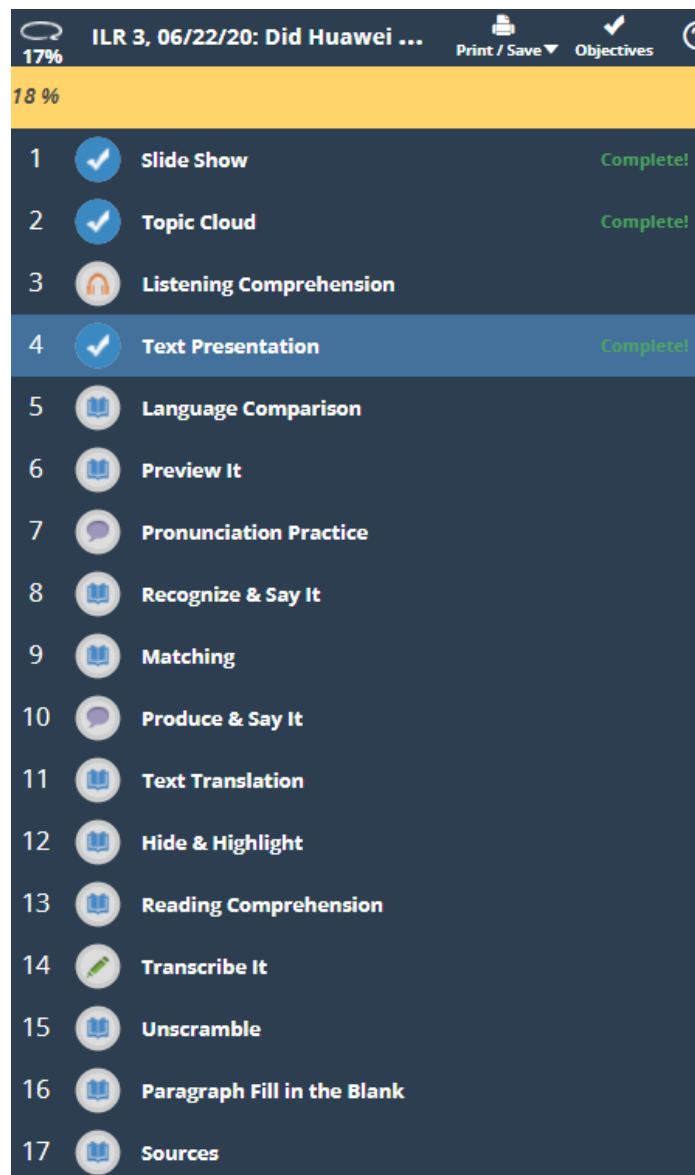 17%
ILR 3, 06/22/20: Did Huawei ...
Print / Save▼
Objectives
18 %
1 Slide Show Complete!
2 Topic Cloud Complete!
3 Listening Comprehension
4 Text Presentation Complete!
5 Language Comparison
6 Preview It
7 Pronunciation Practice
8 Recognize & Say It
9 Matching
10 Produce & Say It
11 Text Translation
12 Hide & Highlight
13 Reading Comprehension
14 Transcribe It
15 Unscramble
16 Paragraph Fill in the Blank
17 Sources